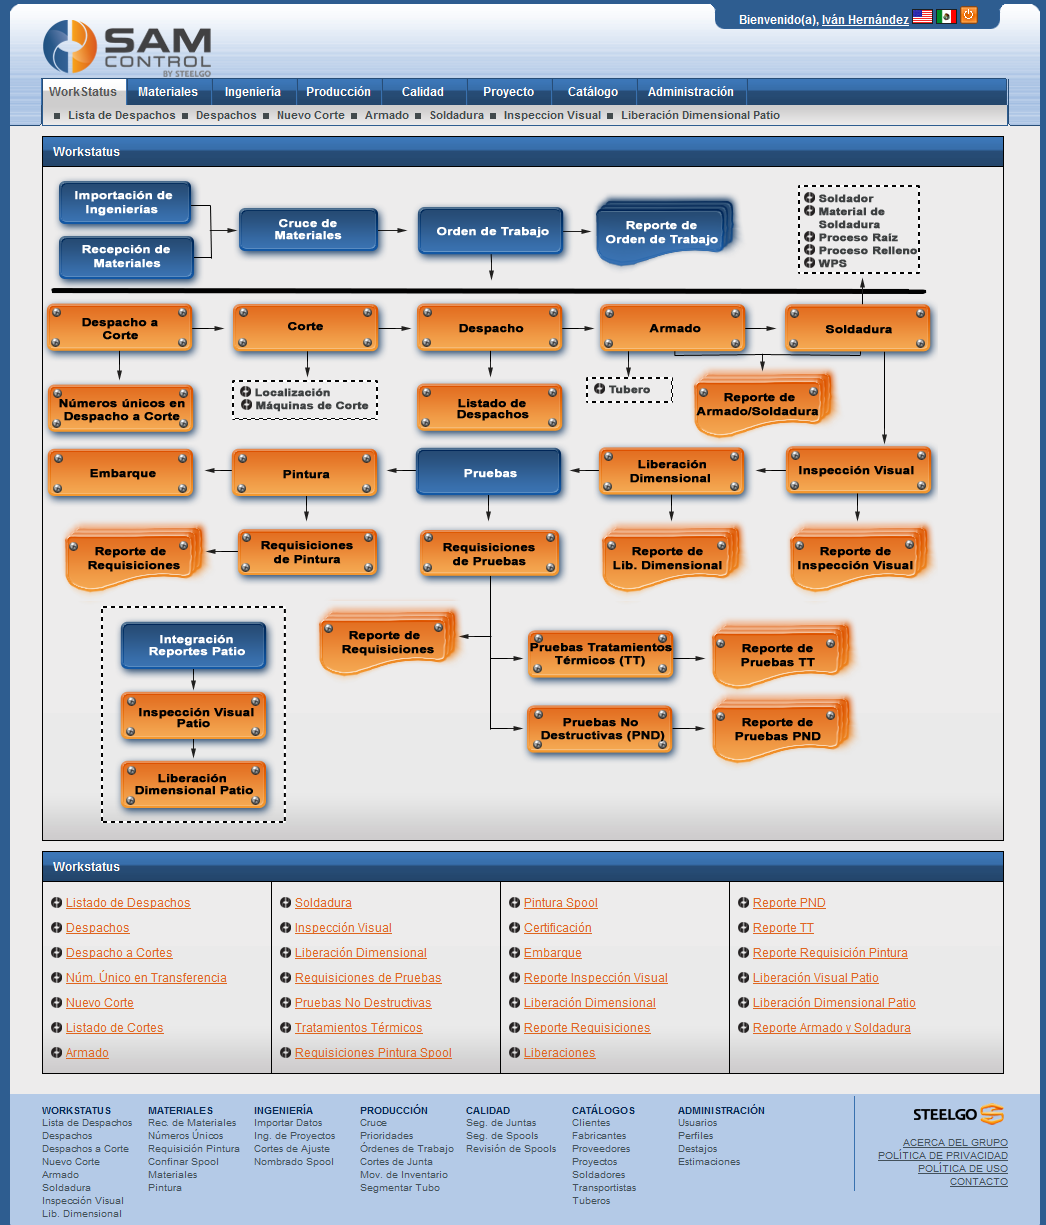 Bienvenido(a), Iván Hernández
SAM
CONTROL
BY STEELGO
WorkStatus Materiales Ingeniería Producción Calidad Proyecto Catálogo Administración
Lista de Despachos Despachos Nuevo Corte Armado Soldadura Inspeccion Visual Liberación Dimensional Patio
Workstatus
Importación de
Ingenierías
Recepción de
Materiales
Cruce de
Materiales
Orden de Trabajo
Reporte de
Orden de Trabajo
Soldador
Material de
Soldadura
Proceso Raiz
Proceso Relleno
WPS
Despacho a
Corte
Corte
Despacho
Armado
Soldadura
Números únicos en
Despacho a Corte
Localización
Máquinas de Corte
Listado de
Despachos
Tubero
Reporte de
Armado/Soldadura
Embarque
Pintura
Pruebas
Liberación
Dimensional
Inspección Visual
Reporte de
Requisiciones
Requisiciones
de Pintura
Requisiciones
de Pruebas
Reporte de
Lib. Dimensional
Reporte de
Inspección Visual
Integración
Reportes Patio
Inspección Visual
Patio
Liberación
Dimensional Patio
Reporte de
Requisiciones
Pruebas Tratamientos
Térmicos (TT)
Reporte de
Pruebas TT
Pruebas No
Destructivas (PND)
Reporte de
Pruebas PND
Workstatus
Listado de Despachos
Despachos
Despacho a Cortes
Núm. Único en Transferencia
Nuevo Corte
Listado de Cortes
Armado
Soldadura
Inspección Visual
Liberación Dimensional
Requisiciones de Pruebas
Pruebas No Destructivas
Tratamientos Térmicos
Requisiciones Pintura Spool
Pintura Spool
Certificación
Embarque
Reporte Inspección Visual
Liberación Dimensional
Reporte Requisiciones
Liberaciones
Reporte PND
Reporte TT
Reporte Requisición Pintura
Liberación Visual Patio
Liberación Dimensional Patio
Reporte Armado y Soldadura
WORKSTATUS
Lista de Despachos
Despachos
Despachos a Corte
Nuevo Corte
Armado
Soldadura
Inspección Visual
Lib. Dimensional
MATERIALES
Rec. de Materiales
Números Únicos
Requisición Pintura
Confinar Spool
Materiales
Pintura
INGENIERÍA
Importar Datos
Ing. de Proyectos
Cortes de Ajuste
Nombrado Spool
PRODUCCIÓN
Cruce
Prioridades
Órdenes de Trabajo
Cortes de Junta
Mov. de Inventario
Segmentar Tubo
CALIDAD
Seg. de Juntas
Seg. de Spools
Revisión de Spools
CATÁLOGOS
Clientes
Fabricantes
Proveedores
Proyectos
Soldadores
Transportistas
Tuberos
ADMINISTRACIÓN
Usuarios
Perfiles
Destajos
Estimaciones
STEELGO
ACERCA DEL GRUPO
POLÍTICA DE PRIVACIDAD
POLÍTICA DE USO
CONTACTO